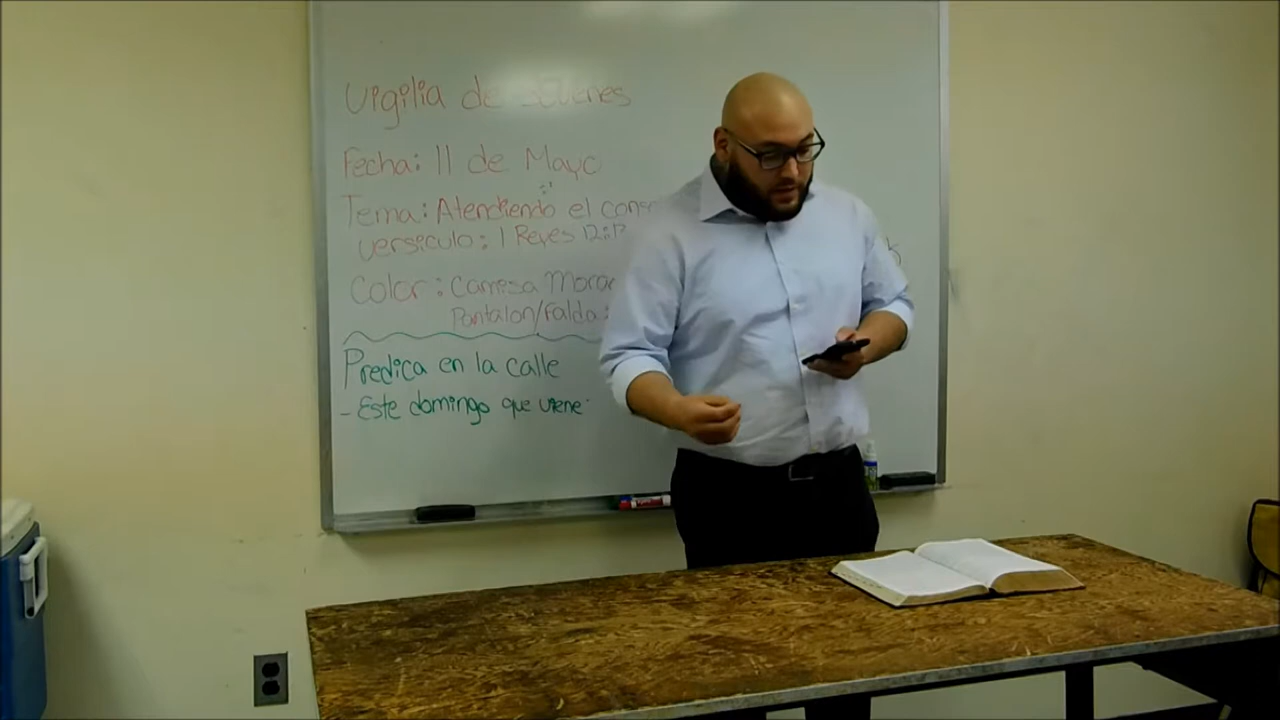 Vigilia de Jóvenes
Fecha: 11 de Mayo
Tema: Atendiendo el
versiculo: 1 Reyes
Color: Camisa
Pantalon/Falda:
Predica en la calle
- Este domingo que viene